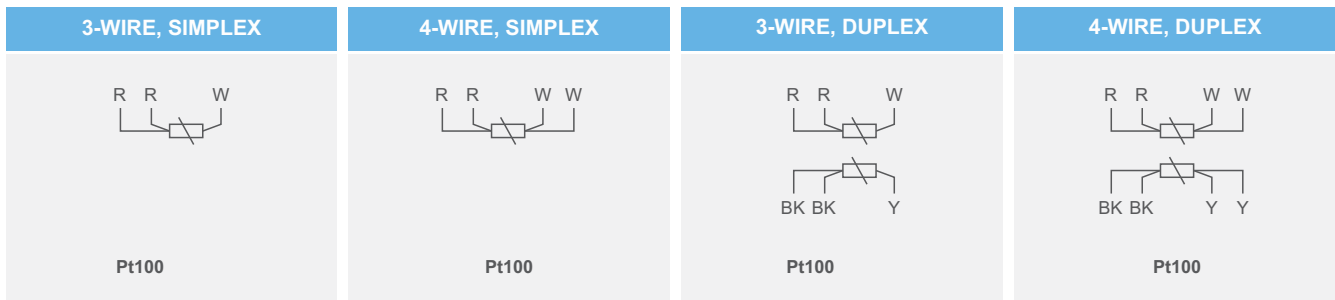 3-WIRE, SIMPLEX
4-WIRE, SIMPLEX
3-WIRE, DUPLEX
4-WIRE, DUPLEX
R R W
R R W W
R R W
R R W W
BK BK Y
BK BK Y Y
Pt100
Pt100
Pt100
Pt100